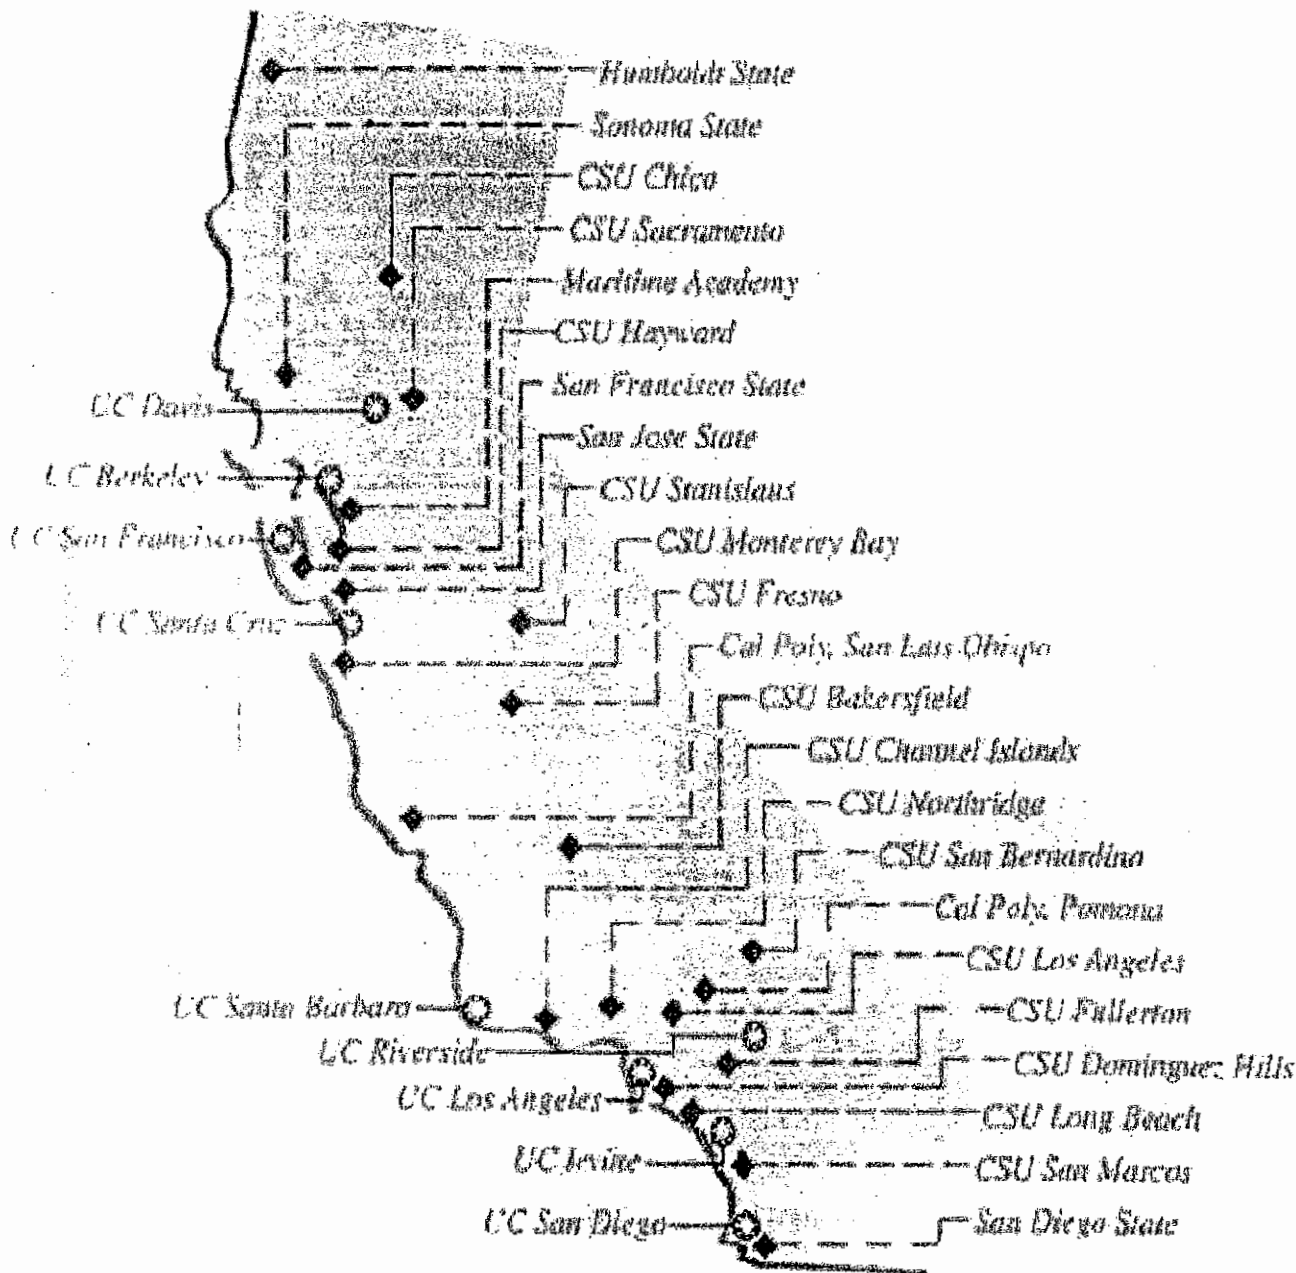 Humboldt State
Sonoma State
CSU Chico
CSU Sacramento
Maritime Academy
CSU Hayward
San Francisco State
UC Davis
San Jose State
UC Berkeley
CSU Stanislaus
UC San Francisco
CSU Monterey Bay
CSU Fresno
UC Santa Cruz
Cal Poly, San Luis Obispo
CSU Bakersfield
CSU Channel Islands
CSU Northridge
CSU San Bernardino
Cal Poly, Pomona
CSU Los Angeles
UC Santa Barbara
CSU Fullerton
UC Riverside
CSU Dominguez Hills
UC Los Angeles
CSU Long Beach
UC Irvine
CSU San Marcos
UC San Diego
San Diego State